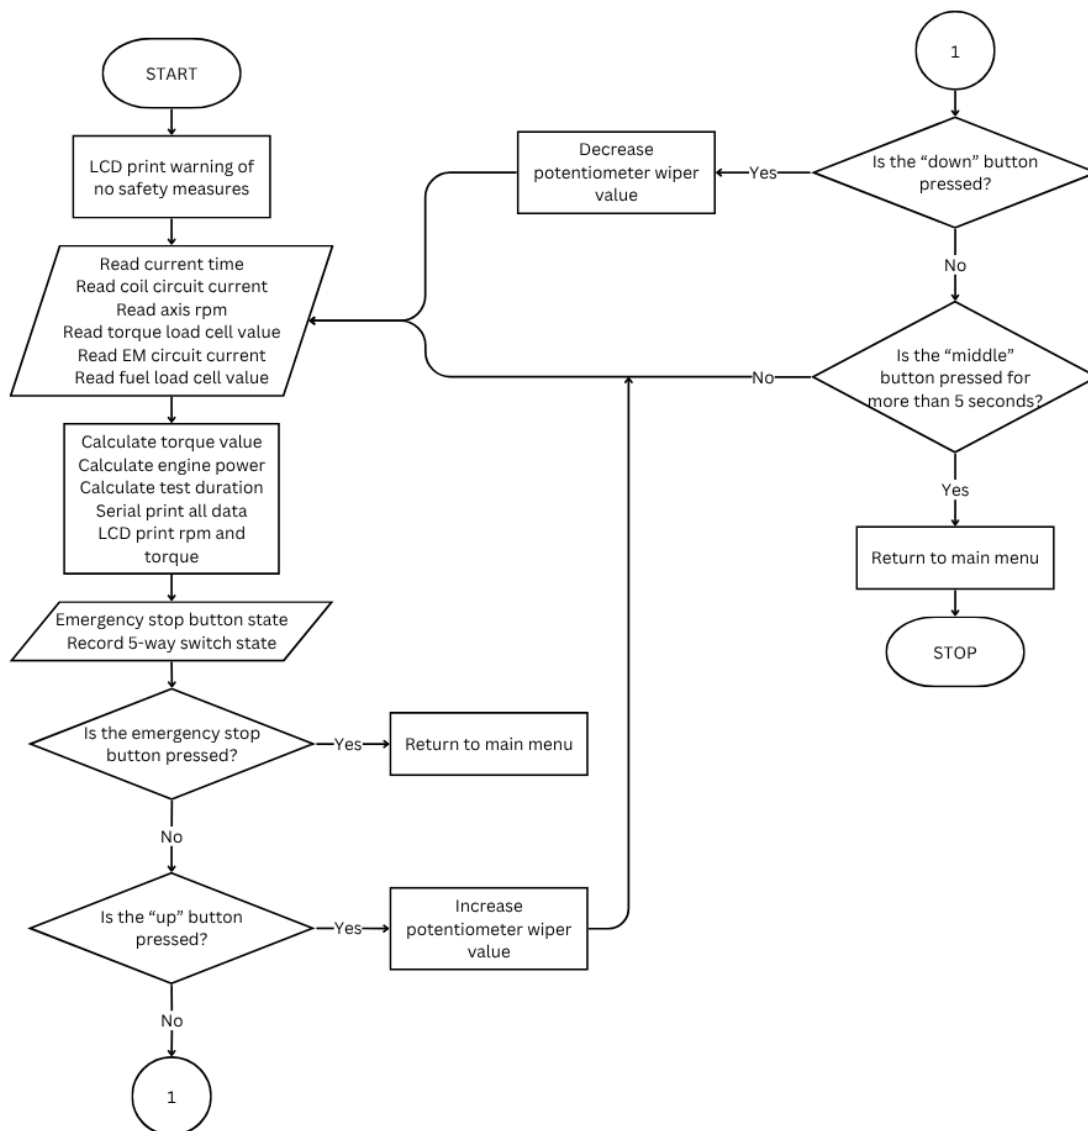 START
LCD print warning of
no safety measures
Read current time
Read coil circuit current
Read axis rpm
Read torque load cell value
Read EM circuit current
Read fuel load cell value
Calculate torque value
Calculate engine power
Calculate test duration
Serial print all data
LCD print rpm and
torque
Emergency stop button state
Record 5-way switch state
Is the emergency stop
button pressed?
Yes
Return to main menu
No
Is the “up” button
pressed?
Yes
Increase
potentiometer wiper
value
No
1
1
Is the “down” button
pressed?
Yes
Decrease
potentiometer wiper
value
No
Is the “middle”
button pressed for
more than 5 seconds?
No
Yes
Return to main menu
STOP